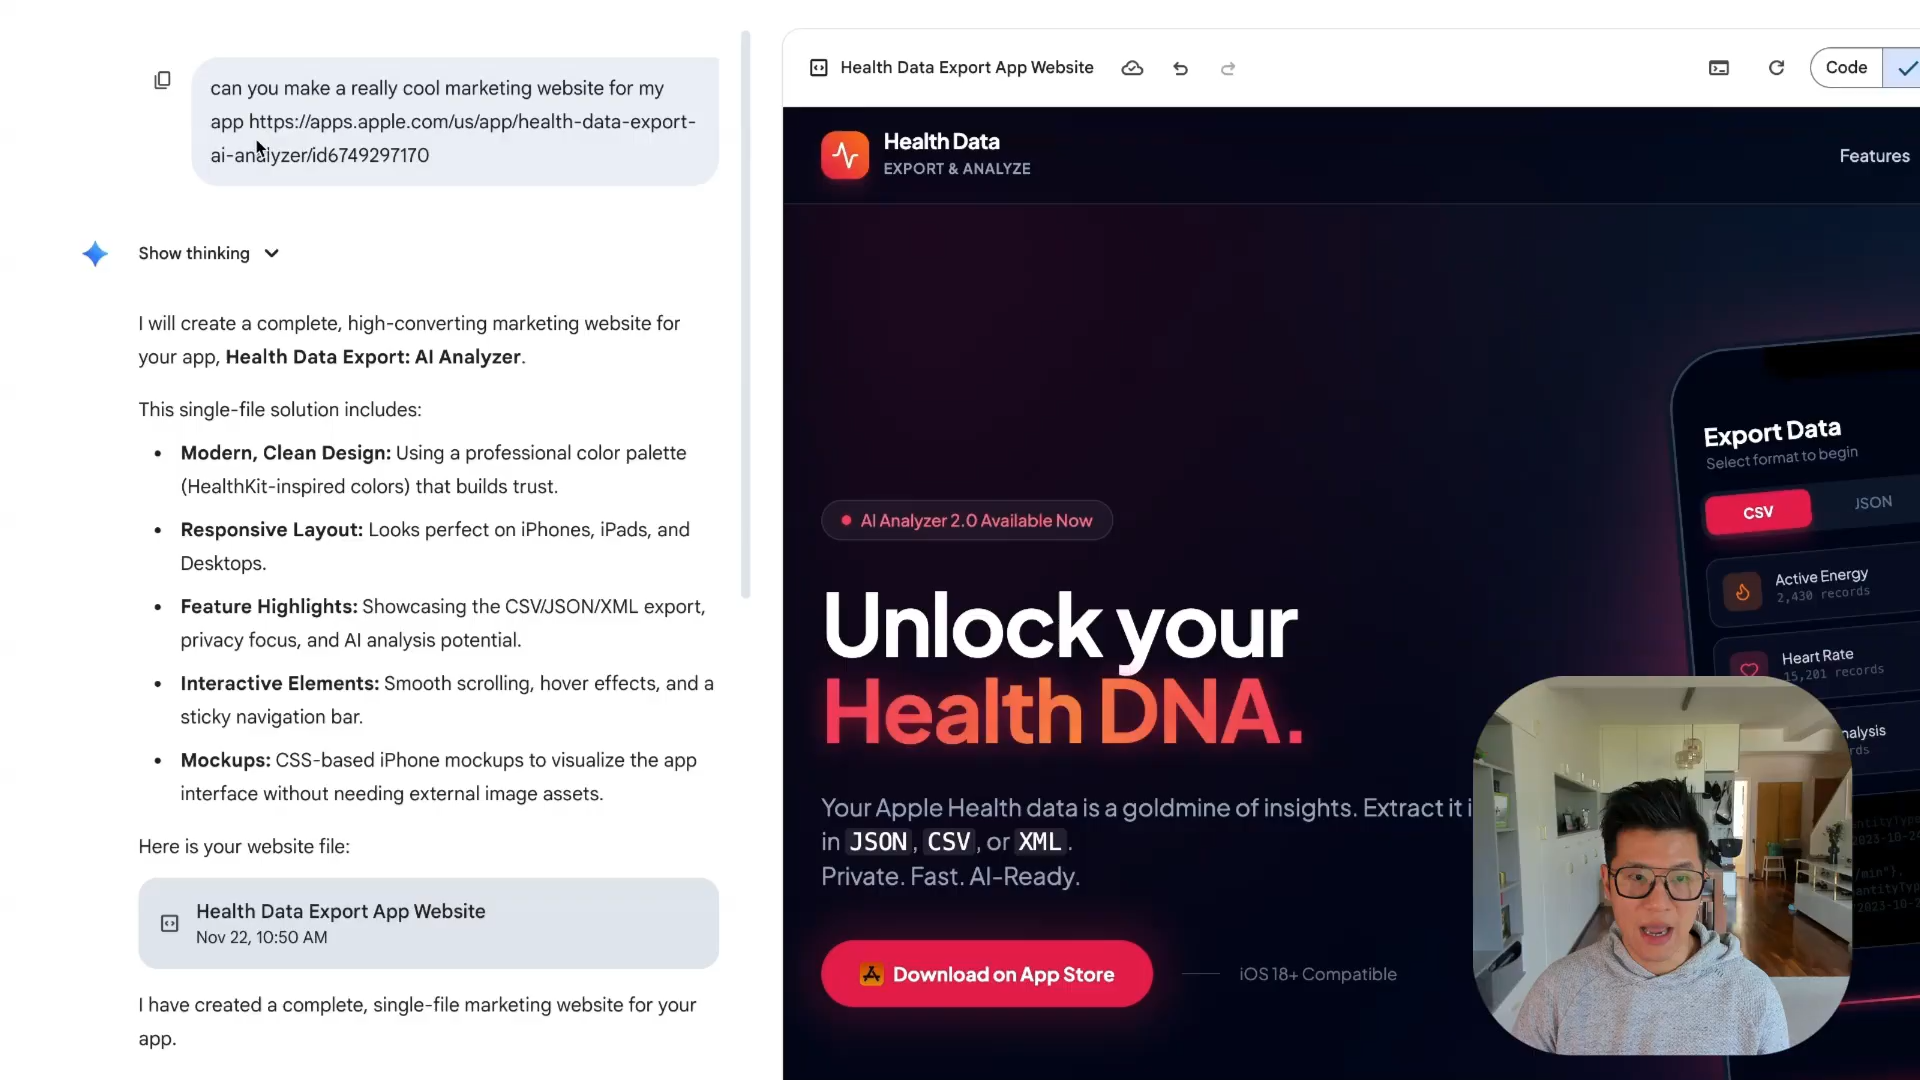 can you make a really cool marketing website for my
app https://apps.apple.com/us/app/health-data-export-
ai-analyzer/id6749297170
Show thinking
I will create a complete, high-converting marketing website for
your app, Health Data Export: AI Analyzer.
This single-file solution includes:
• Modern, Clean Design: Using a professional color palette
(HealthKit-inspired colors) that builds trust.
• Responsive Layout: Looks perfect on iPhones, iPads, and
Desktops.
• Feature Highlights: Showcasing the CSV/JSON/XML export,
privacy focus, and AI analysis potential.
• Interactive Elements: Smooth scrolling, hover effects, and a
sticky navigation bar.
• Mockups: CSS-based iPhone mockups to visualize the app
interface without needing external image assets.
Here is your website file:
Health Data Export App Website
Nov 22, 10:50 AM
I have created a complete, single-file marketing website for your
app.
Health Data Export App Website
Code
Health Data
EXPORT & ANALYZE
Features
AI Analyzer 2.0 Available Now
Unlock your
Health DNA.
Your Apple Health data is a goldmine of insights. Extract it i
in JSON, CSV, or XML.
Private. Fast. AI-Ready.
Download on App Store
iOS 18+ Compatible
Export Data
Select format to begin
CSV
JSON
Active Energy
2,430 records
Heart Rate
15,201 records
nalysis
rds